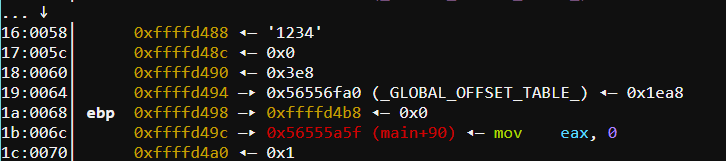 ... ↓
16:0058│ 0xffffd488 ◂— '1234'
17:005c│ 0xffffd48c ◂— 0x0
18:0060│ 0xffffd490 ◂— 0x3e8
19:0064│ 0xffffd494 —▸ 0x56556fa0 (_GLOBAL_OFFSET_TABLE_) ◂— 0x1ea8
1a:0068│ ebp 0xffffd498 —▸ 0xffffd4b8 ◂— 0x0
1b:006c│ 0xffffd49c —▸ 0x56555a5f (main+90) ◂— mov eax, 0
1c:0070│ 0xffffd4a0 ◂— 0x1